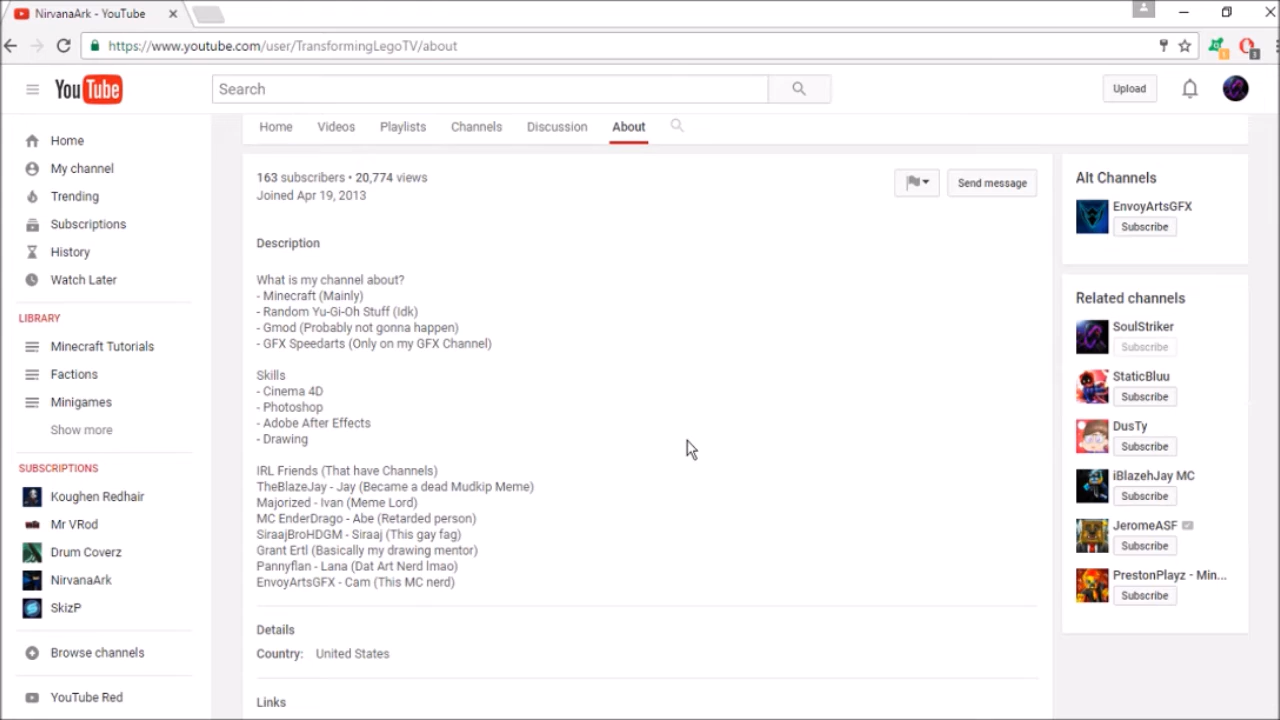 NirvanaArk - YouTube
https://www.youtube.com/user/TransformingLegoTV/about
YouTube
Search
Upload
Home
My channel
Trending
Subscriptions
History
Watch Later
LIBRARY
Minecraft Tutorials
Factions
Minigames
Show more
SUBSCRIPTIONS
Koughen Redhair
Mr VRod
Drum Coverz
NirvanaArk
SkizP
Browse channels
YouTube Red
Home Videos Playlists Channels Discussion About
163 subscribers • 20,774 views
Joined Apr 19, 2013
Send message
Description
What is my channel about?
- Minecraft (Mainly)
- Random Yu-Gi-Oh Stuff (Idk)
- Gmod (Probably not gonna happen)
- GFX Speedarts (Only on my GFX Channel)
Skills
- Cinema 4D
- Photoshop
- Adobe After Effects
- Drawing
IRL Friends (That have Channels)
TheBlazeJay - Jay (Became a dead Mudkip Meme)
Majorized - Ivan (Meme Lord)
MC EnderDrago - Abe (Retarded person)
SiraajBroHDGM - Siraaj (This gay fag)
Grant Ertl (Basically my drawing mentor)
Pannyflan - Lana (Dat Art Nerd lmao)
EnvoyArtsGFX - Cam (This MC nerd)
Details
Country: United States
Links
Alt Channels
EnvoyArtsGFX
Subscribe
Related channels
SoulStriker
Subscribe
StaticBluu
Subscribe
DusTy
Subscribe
iBlazehJay MC
Subscribe
JeromeASF
Subscribe
PrestonPlayz - Min...
Subscribe